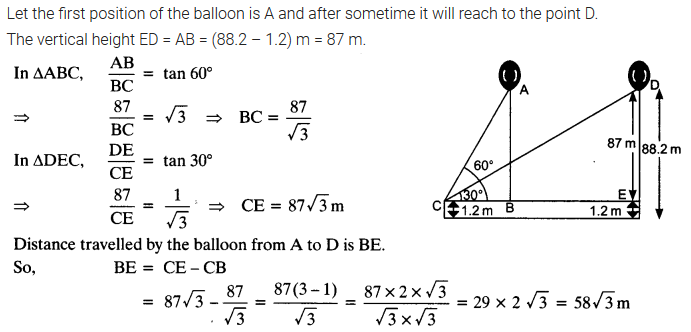 Let the first position of the balloon is A and after sometime it will reach to the point D.
The vertical height ED = AB = (88.2 – 1.2) m = 87 m.
In ΔABC, AB/BC = tan 60°
⇒ 87/BC = √3 ⇒ BC = 87/√3
In ΔDEC, DE/CE = tan 30°
⇒ 87/CE = 1/√3 ⇒ CE = 87√3 m
Distance travelled by the balloon from A to D is BE.
So, BE = CE – CB
= 87√3 – 87/√3 = 87(3 – 1)/√3 = 87 × 2 × √3/√3 × √3 = 29 × 2 √3 = 58√3 m
A
D
60°
87 m
88.2 m
30°
E
C
1.2 m
B
1.2 m